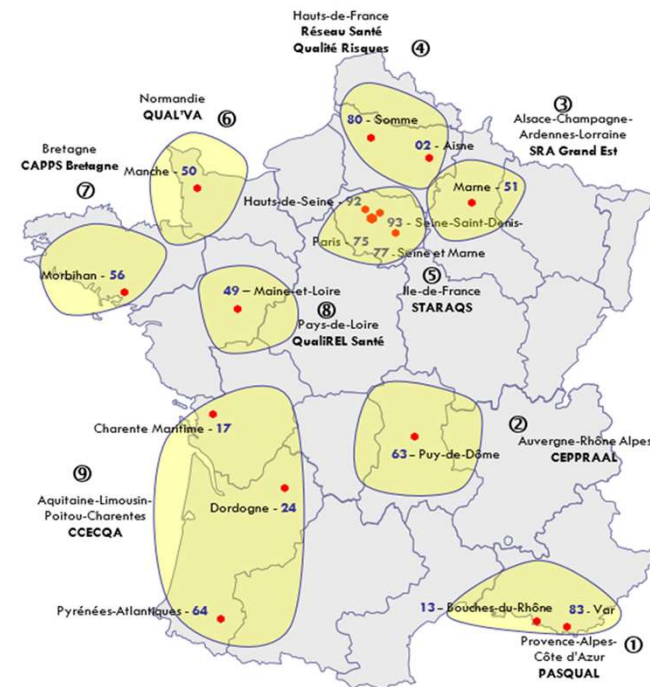 Hauts-de-France
Réseau Santé
Qualité Risques
④
Normandie
QUAL'VA
⑥
③
Alsace-Champagne-
Ardennes-Lorraine
SRA Grand Est
Bretagne
CAPPS Bretagne
⑦
80 - Somme
02 - Aisne
Manche - 50
Marne - 51
Hauts-de-Seine - 92
93 - Seine-Saint-Denis-
Paris - 75
77 - Seine et Marne
⑤
Ile-de-France
STARAQS
Morbihan - 56
49 – Maine-et-Loire
⑧
Pays-de-Loire
QualiREL Santé
Charente Maritime - 17
63 – Puy-de-Dôme
②
Auvergne-Rhône Alpes
CEPPRAAL
⑨
Aquitaine-Limousin-
Poitou-Charentes
CCECQA
Dordogne - 24
Pyrénées-Atlantiques - 64
13 – Bouches-du-Rhône
83 - Var
Provence-Alpes-
Côte d'Azur
PASQUAL
①